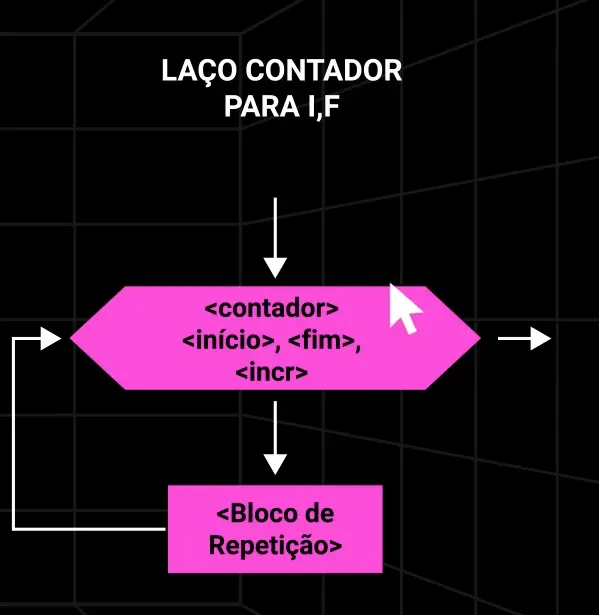 LAÇO CONTADOR
PARA I,F
<contador>
<início>, <fim>,
<incr>
<Bloco de
Repetição>